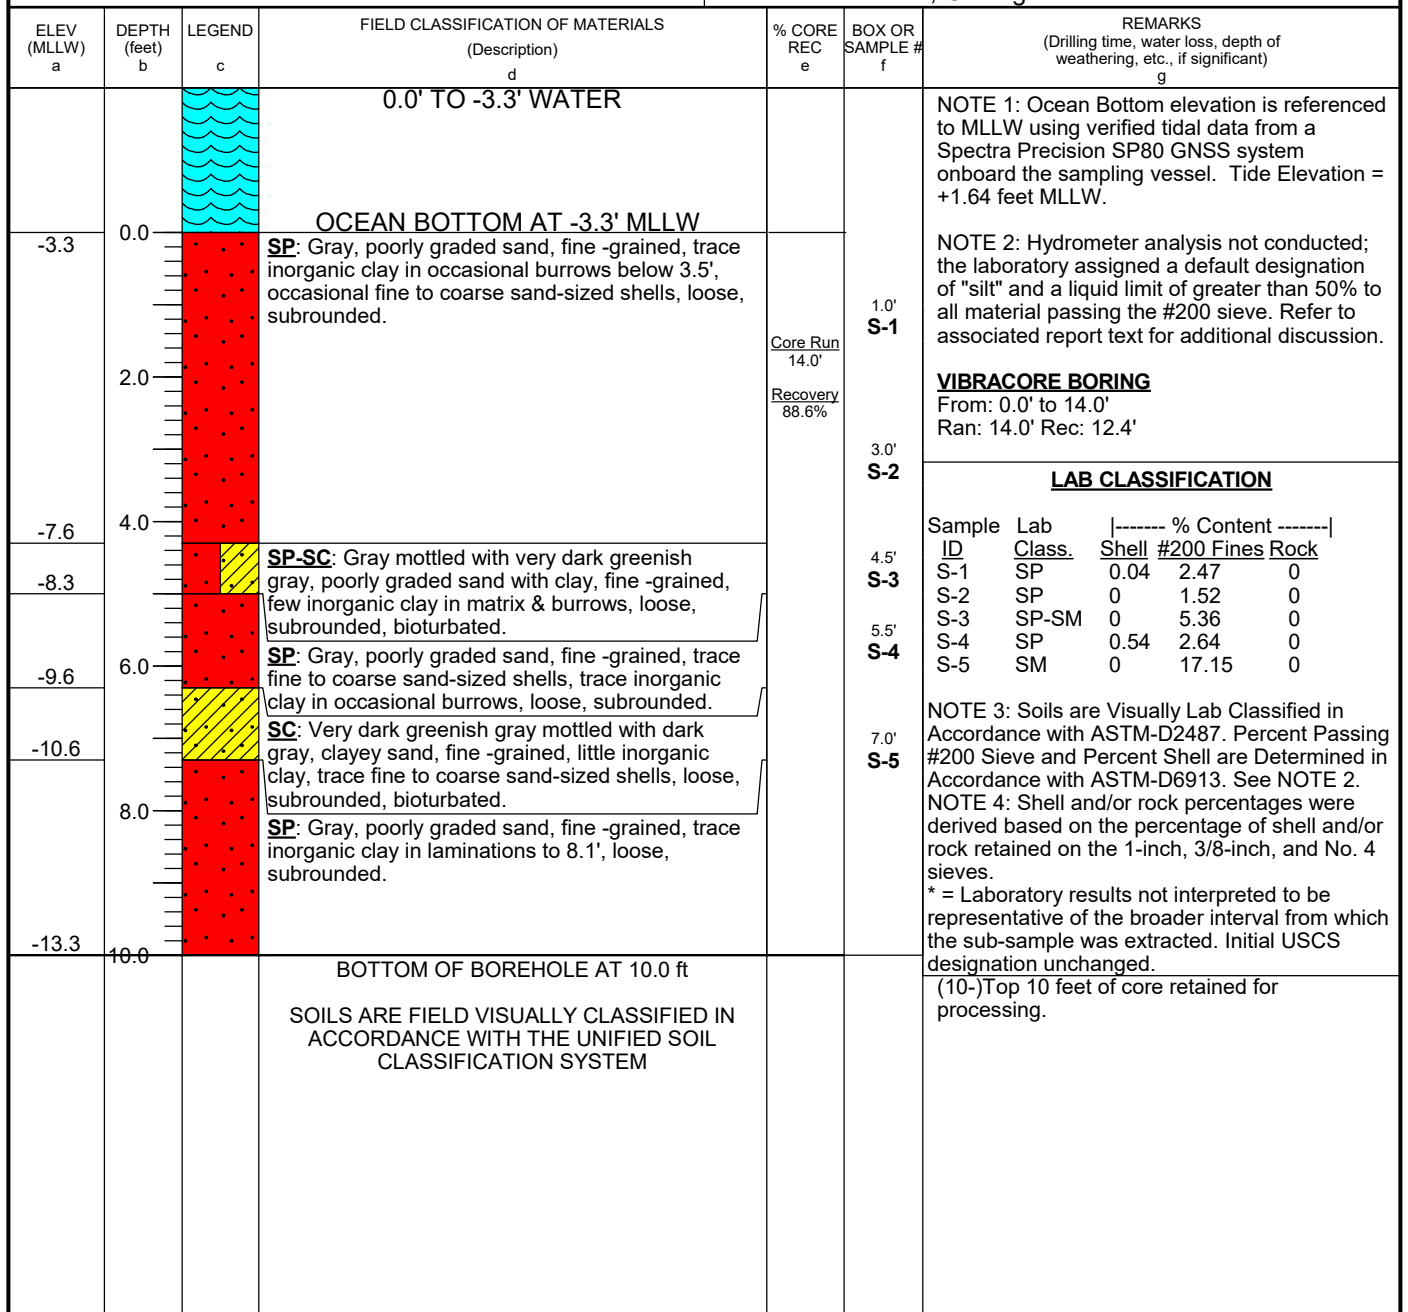 ELEV
(MLLW)
a
DEPTH
(feet)
b
LEGEND
c
FIELD CLASSIFICATION OF MATERIALS
(Description)
d
% CORE
REC
e
BOX OR
SAMPLE #
f
REMARKS
(Drilling time, water loss, depth of
weathering, etc., if significant)
g
0.0' TO -3.3' WATER
OCEAN BOTTOM AT -3.3' MLLW
-3.3
0.0
SP: Gray, poorly graded sand, fine -grained, trace
inorganic clay in occasional burrows below 3.5',
occasional fine to coarse sand-sized shells, loose,
subrounded.
2.0
4.0
-7.6
SP-SC: Gray mottled with very dark greenish
gray, poorly graded sand with clay, fine -grained,
few inorganic clay in matrix & burrows, loose,
subrounded, bioturbated.
-8.3
SP: Gray, poorly graded sand, fine -grained, trace
fine to coarse sand-sized shells, trace inorganic
clay in occasional burrows, loose, subrounded.
6.0
-9.6
SC: Very dark greenish gray mottled with dark
gray, clayey sand, fine -grained, little inorganic
clay, trace fine to coarse sand-sized shells, loose,
subrounded, bioturbated.
-10.6
8.0
SP: Gray, poorly graded sand, fine -grained, trace
inorganic clay in laminations to 8.1', loose,
subrounded.
-13.3
10.0
BOTTOM OF BOREHOLE AT 10.0 ft
SOILS ARE FIELD VISUALLY CLASSIFIED IN
ACCORDANCE WITH THE UNIFIED SOIL
CLASSIFICATION SYSTEM
Core Run
14.0'
Recovery
88.6%
1.0'
S-1
3.0'
S-2
4.5'
S-3
5.5'
S-4
7.0'
S-5
NOTE 1: Ocean Bottom elevation is referenced
to MLLW using verified tidal data from a
Spectra Precision SP80 GNSS system
onboard the sampling vessel. Tide Elevation =
+1.64 feet MLLW.
NOTE 2: Hydrometer analysis not conducted;
the laboratory assigned a default designation
of "silt" and a liquid limit of greater than 50% to
all material passing the #200 sieve. Refer to
associated report text for additional discussion.
VIBRACORE BORING
From: 0.0' to 14.0'
Ran: 14.0' Rec: 12.4'
LAB CLASSIFICATION
Sample Lab |------- % Content -------|
ID Class. Shell #200 Fines Rock
S-1 SP 0.04 2.47 0
S-2 SP 0 1.52 0
S-3 SP-SM 0 5.36 0
S-4 SP 0.54 2.64 0
S-5 SM 0 17.15 0
NOTE 3: Soils are Visually Lab Classified in
Accordance with ASTM-D2487. Percent Passing
#200 Sieve and Percent Shell are Determined in
Accordance with ASTM-D6913. See NOTE 2.
NOTE 4: Shell and/or rock percentages were
derived based on the percentage of shell and/or
rock retained on the 1-inch, 3/8-inch, and No. 4
sieves.
* = Laboratory results not interpreted to be
representative of the broader interval from which
the sub-sample was extracted. Initial USCS
designation unchanged.
(10-)Top 10 feet of core retained for
processing.